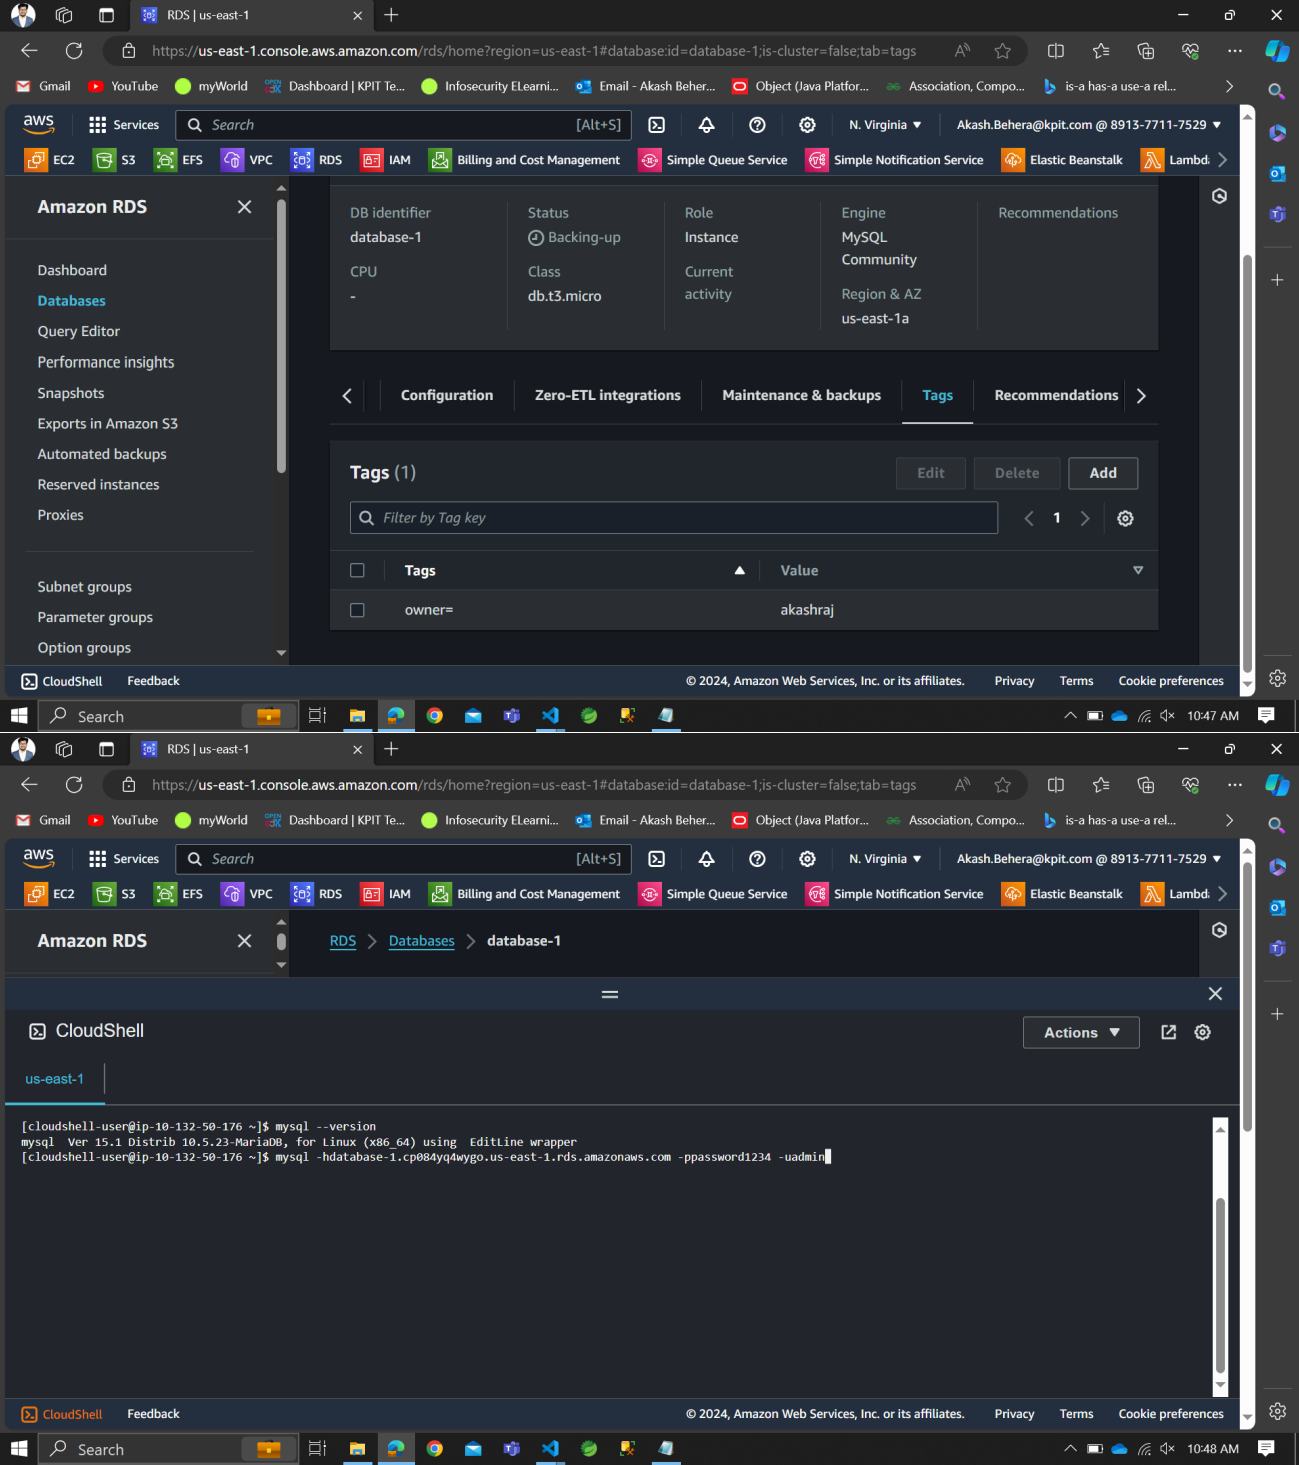 RDS | us-east-1
https://us-east-1.console.aws.amazon.com/rds/home?region=us-east-1#database:id=database-1;is-cluster=false;tab=tags
Gmail YouTube myWorld Dashboard | KPIT Te... Infosecurity ELearni... Email - Akash Beher... Object (Java Platfor... Association, Compo... is-a has-a use-a rel...
aws Services Search [Alt+S] N. Virginia Akash.Behera@kpit.com @ 8913-7711-7529
EC2 S3 EFS VPC RDS IAM Billing and Cost Management Simple Queue Service Simple Notification Service Elastic Beanstalk Lambd
Amazon RDS
Dashboard
Databases
Query Editor
Performance insights
Snapshots
Exports in Amazon S3
Automated backups
Reserved instances
Proxies
Subnet groups
Parameter groups
Option groups
DB identifier
database-1
CPU
-
Status
Backing-up
Class
db.t3.micro
Role
Instance
Current
activity
Engine
MySQL
Community
Region & AZ
us-east-1a
Recommendations
Configuration Zero-ETL integrations Maintenance & backups Tags Recommendations
Tags (1) Edit Delete Add
Filter by Tag key 1
Tags Value
owner= akashraj
CloudShell Feedback © 2024, Amazon Web Services, Inc. or its affiliates. Privacy Terms Cookie preferences
Search 10:47 AM
RDS | us-east-1
https://us-east-1.console.aws.amazon.com/rds/home?region=us-east-1#database:id=database-1;is-cluster=false;tab=tags
Gmail YouTube myWorld Dashboard | KPIT Te... Infosecurity ELearni... Email - Akash Beher... Object (Java Platfor... Association, Compo... is-a has-a use-a rel...
aws Services Search [Alt+S] N. Virginia Akash.Behera@kpit.com @ 8913-7711-7529
EC2 S3 EFS VPC RDS IAM Billing and Cost Management Simple Queue Service Simple Notification Service Elastic Beanstalk Lambd
Amazon RDS
RDS Databases database-1
CloudShell Actions
us-east-1
[cloudshell-user@ip-10-132-50-176 ~]$ mysql --version
mysql  Ver 15.1 Distrib 10.5.23-MariaDB, for Linux (x86_64) using  EditLine wrapper
[cloudshell-user@ip-10-132-50-176 ~]$ mysql -hdatabase-1.cp084yq4wygo.us-east-1.rds.amazonaws.com -ppassword1234 -uadmin
CloudShell Feedback © 2024, Amazon Web Services, Inc. or its affiliates. Privacy Terms Cookie preferences
Search 10:48 AM